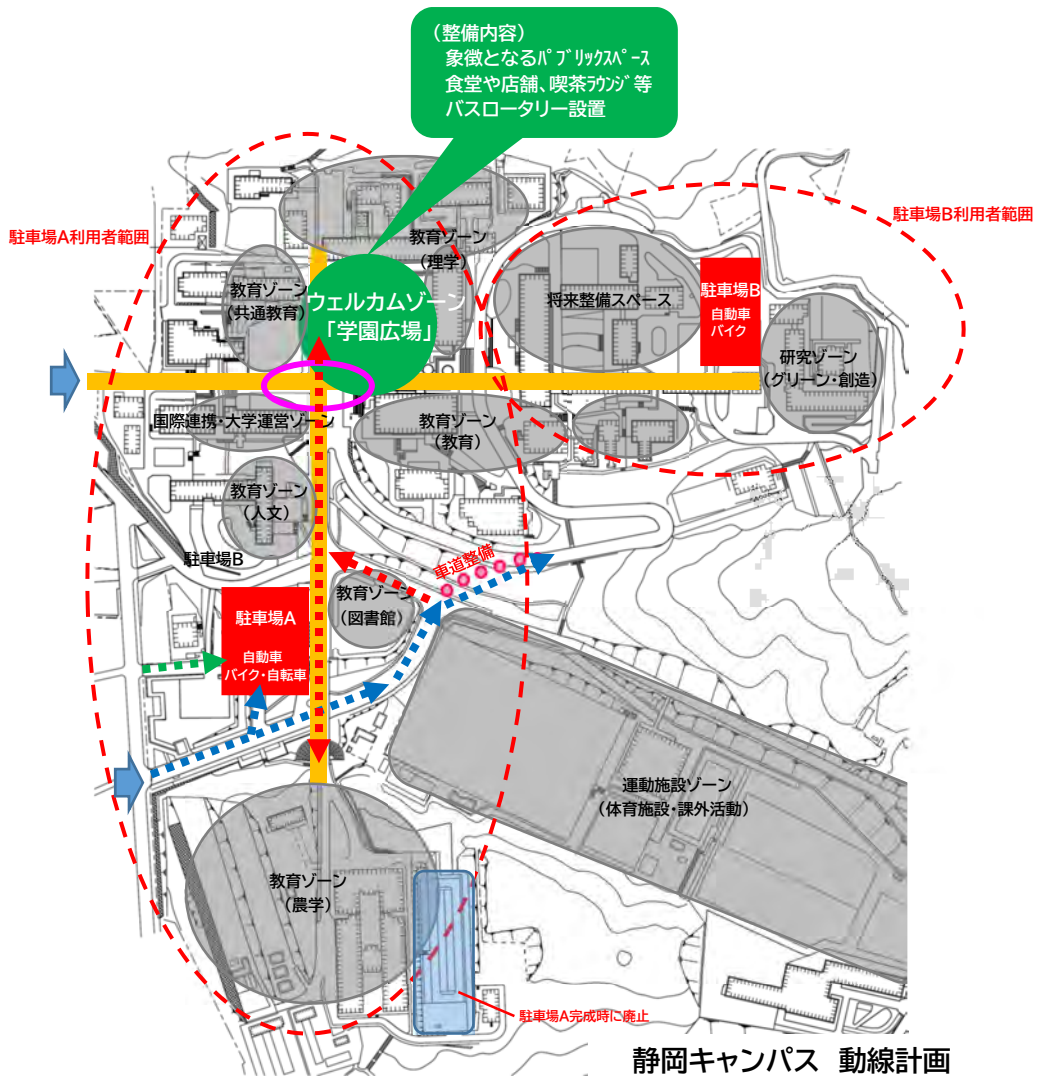 (整備内容)
象徴となるパブリックスペース
食堂や店舗、喫茶ラウンジ等
バスロータリー設置
駐車場A利用者範囲
駐車場B利用者範囲
教育ゾーン
(理学)
教育ゾーン
(共通教育)
ウェルカムゾーン
「学園広場」
将来整備スペース
駐車場B
自動車
バイク
研究ゾーン
(グリーン・創造)
国際連携・大学運営ゾーン
教育ゾーン
(教育)
教育ゾーン
(人文)
駐車場B
車道整備
教育ゾーン
(図書館)
駐車場A
自動車
バイク・自転車
運動施設ゾーン
(体育施設・課外活動)
教育ゾーン
(農学)
駐車場A完成時に廃止
静岡キャンパス 動線計画